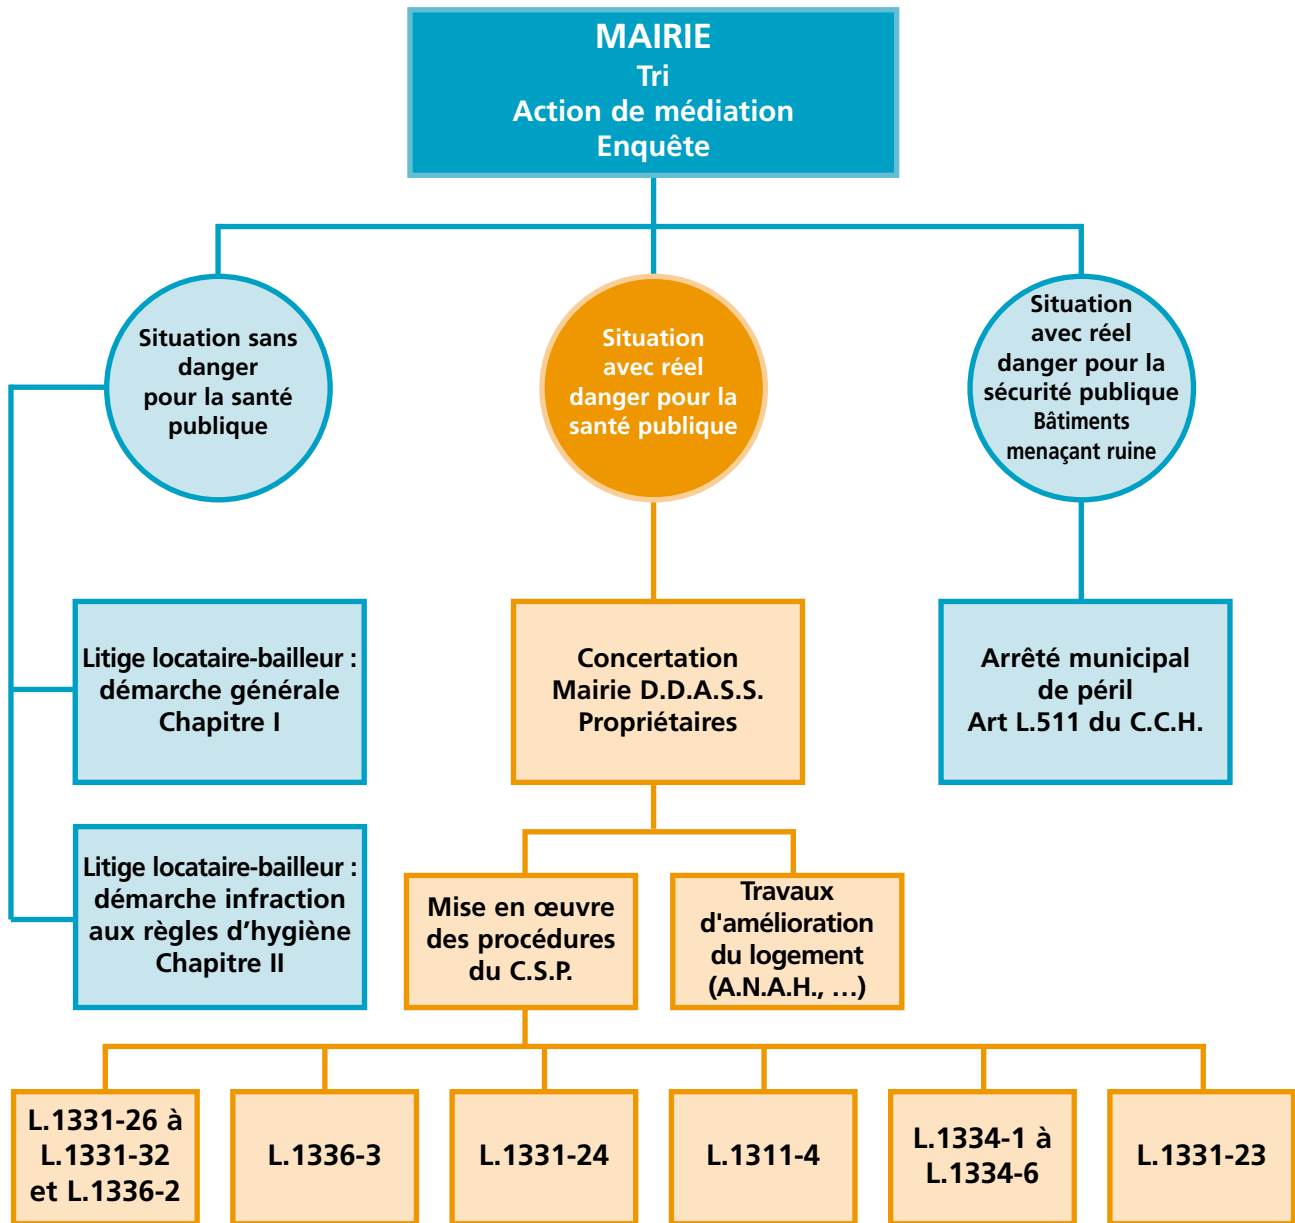 MAIRIE
Tri
Action de médiation
Enquête
Situation sans
danger
pour la santé
publique
Situation
avec réel
danger pour la
santé publique
Situation
avec réel
danger pour la
sécurité publique
Bâtiments
menaçant ruine
Litige locataire-bailleur :
démarche générale
Chapitre I
Concertation
Mairie D.D.A.S.S.
Propriétaires
Arrêté municipal
de péril
Art L.511 du C.C.H.
Litige locataire-bailleur :
démarche infraction
aux règles d’hygiène
Chapitre II
Mise en œuvre
des procédures
du C.S.P.
Travaux
d'amélioration
du logement
(A.N.A.H., …)
L.1331-26 à
L.1331-32
et L.1336-2
L.1336-3
L.1331-24
L.1311-4
L.1334-1 à
L.1334-6
L.1331-23